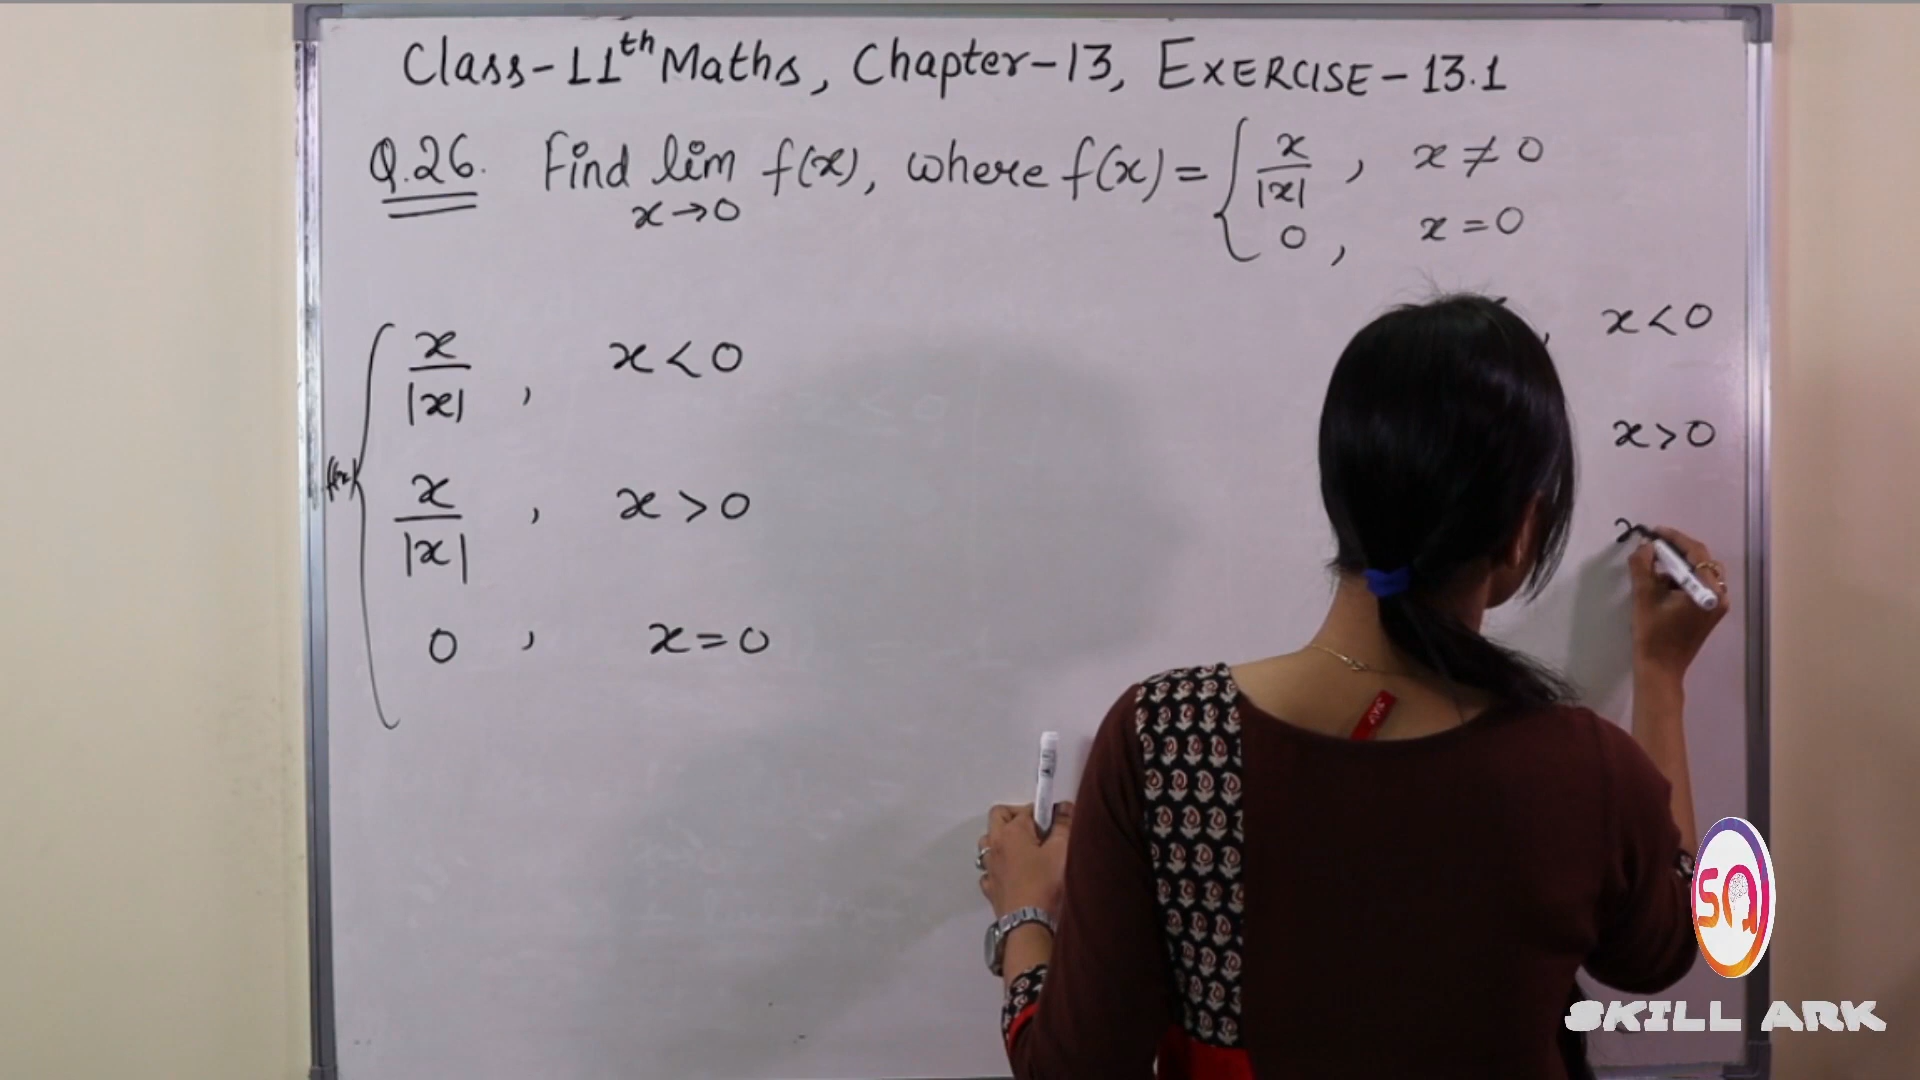 Class-11th Maths, Chapter-13, EXERCISE-13.1
Q.26. Find lim x→0 f(x), where f(x) = { x/|x| , x ≠ 0
0 , x = 0
x < 0
x/|x| , x < 0
x > 0
f(x) { x/|x| , x > 0
x
0 , x = 0
SKILL ARK